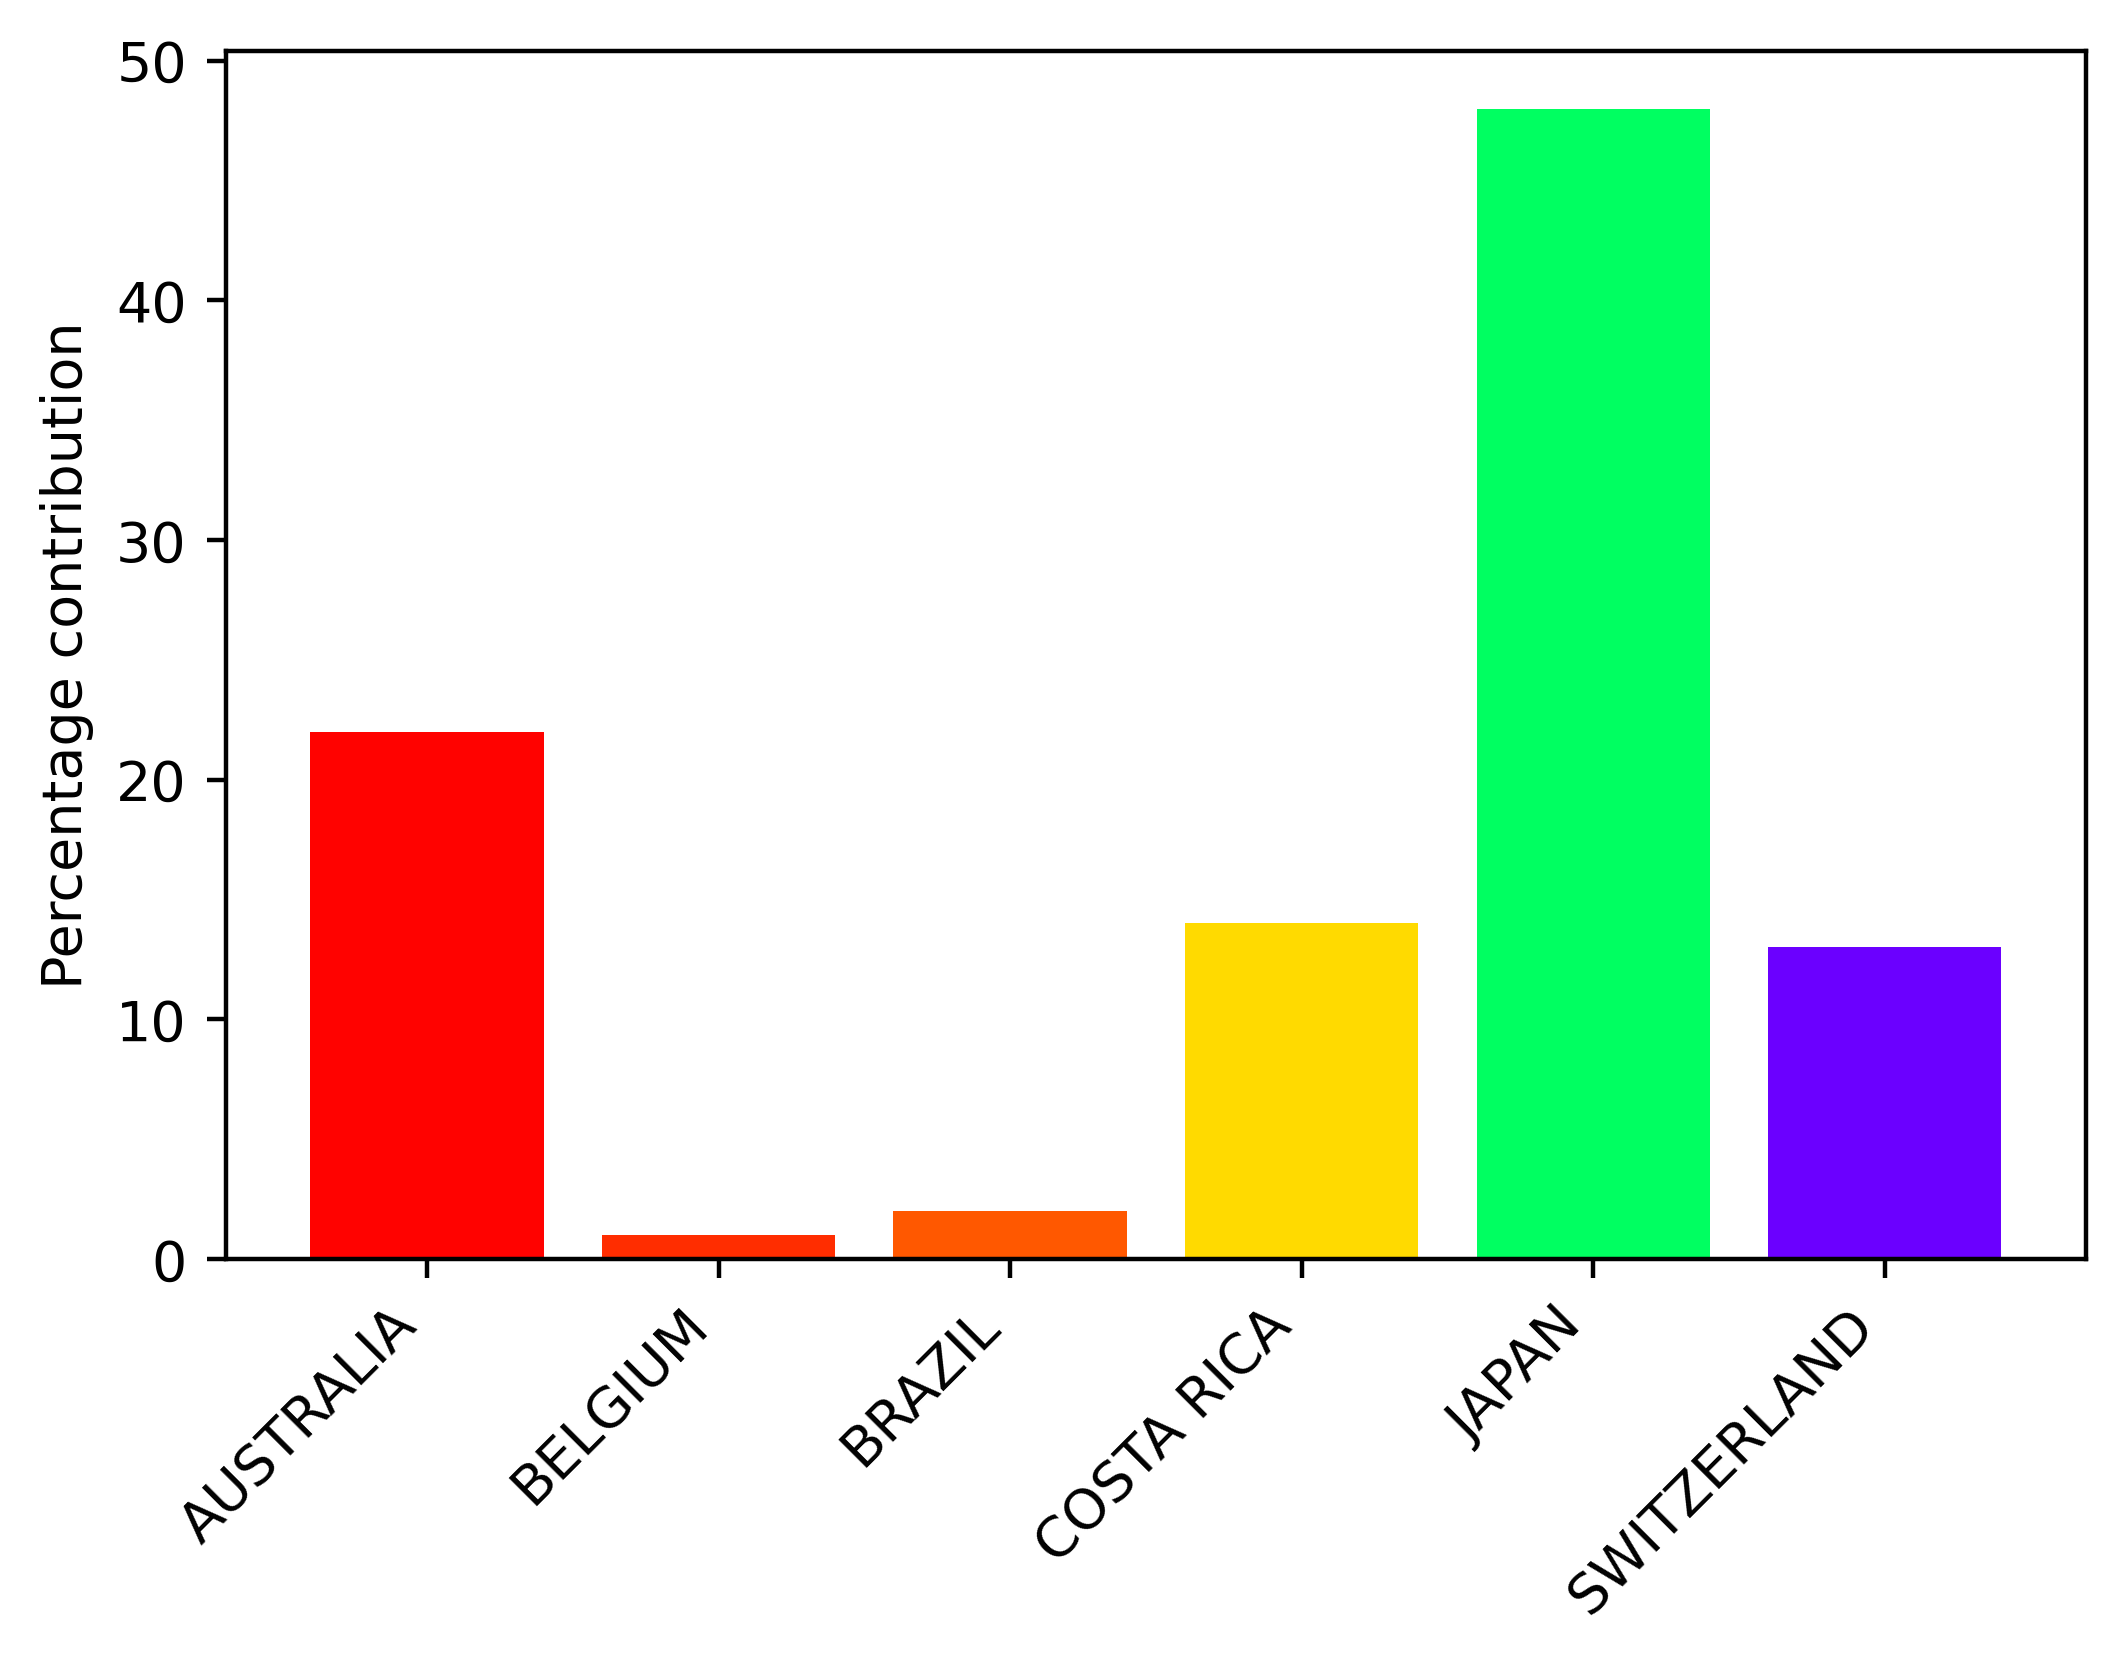 Percentage contribution
50
40
30
20
10
0
AUSTRALIA
BELGIUM
BRAZIL
COSTA RICA
JAPAN
SWITZERLAND